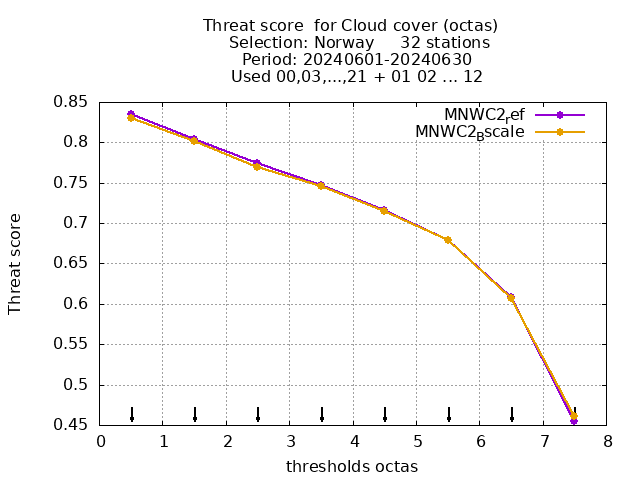 Threat score  for Cloud cover (octas)
Selection: Norway     32 stations
Period: 20240601-20240630
Used 00,03,...,21 + 01 02 ... 12
MNWC2ref
MNWC2Bscale
0.85
0.8
0.75
0.7
0.65
0.6
0.55
0.5
0.45
Threat score
0 1 2 3 4 5 6 7 8
thresholds octas